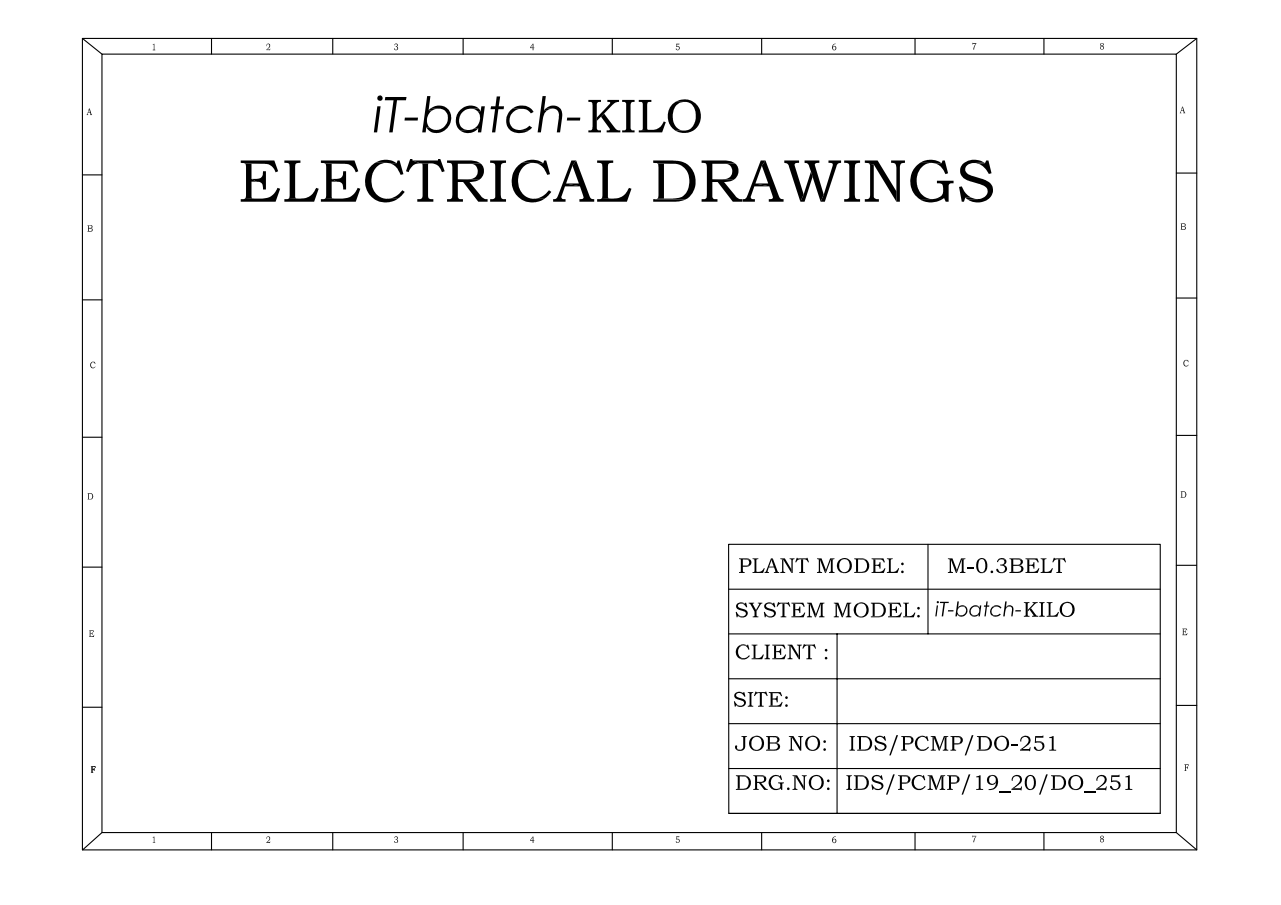 1 2 3 4 5 6 7 8
iT-batch-KILO
A A
ELECTRICAL DRAWINGS
B B
C C
D D
PLANT MODEL: M-0.3BELT
SYSTEM MODEL: iT-batch-KILO
E E
CLIENT :
SITE:
JOB NO: IDS/PCMP/DO-251
F F
DRG.NO: IDS/PCMP/19_20/DO_251
1 2 3 4 5 6 7 8